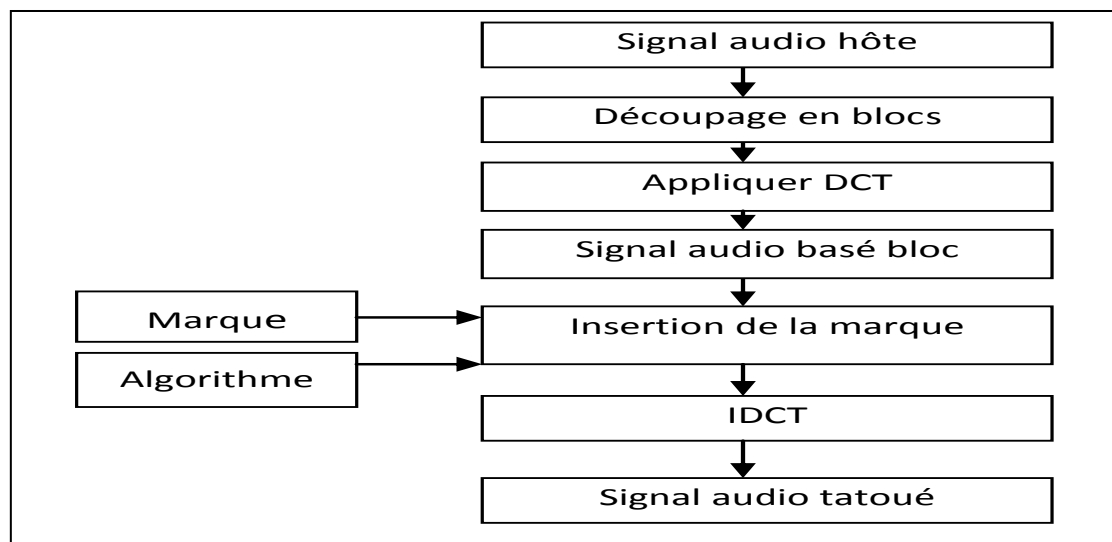 Signal audio hôte
Découpage en blocs
Appliquer DCT
Signal audio basé bloc
Marque
Insertion de la marque
Algorithme
IDCT
Signal audio tatoué